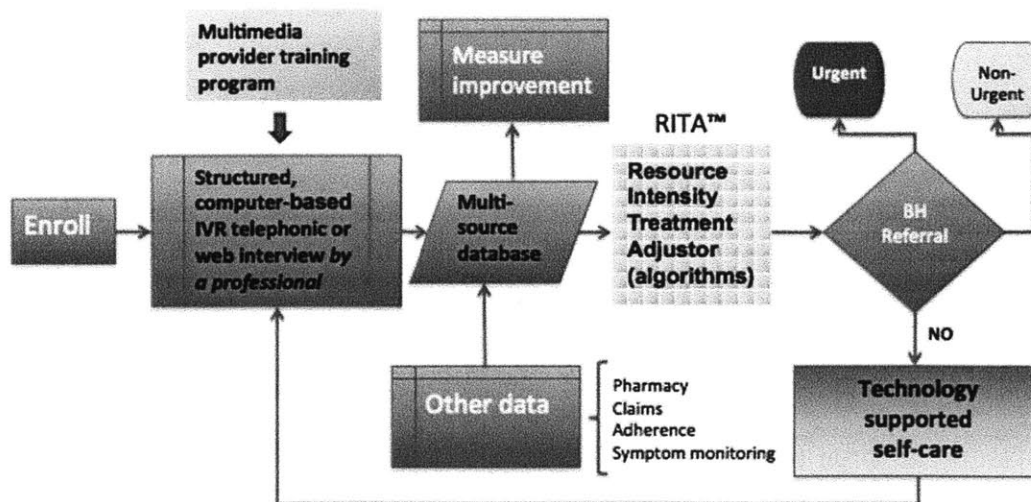 Multimedia
provider training
program
Measure
improvement
Urgent
Non-
Urgent
RITA™
Enroll
Structured,
computer-based
IVR telephonic or
web interview by
a professional
Multi-
source
database
Resource
Intensity
Treatment
Adjustor
(algorithms)
BH
Referral
NO
Other data
Pharmacy
Claims
Adherence
Symptom monitoring
Technology
supported
self-care